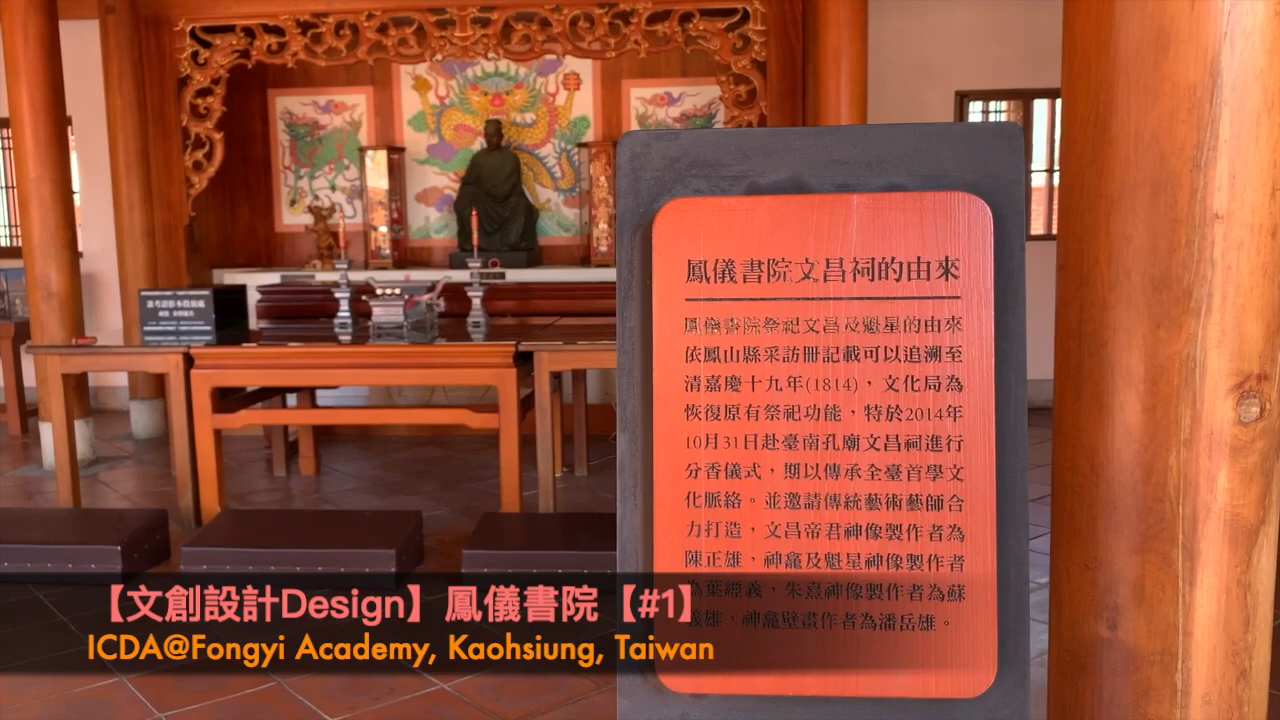 鳳儀書院文昌祠的由來
鳳儀書院祭祀文昌及魁星的由來
依鳳山縣采訪冊記載可以追溯至
清嘉慶十九年(1814)，文化局為
恢復原有祭祀功能，特於2014年
10月31日赴臺南孔廟文昌祠進行
分香儀式，期以傳承全臺首學文
化脈絡。並邀請傳統藝術藝師合
力打造，文昌帝君神像製作者為
陳正雄，神龕及魁星神像製作者
為葉經義，朱熹神像製作者為蘇
義雄，神龕壁畫作者為潘岳雄。
【文創設計Design】鳳儀書院【#1】
ICDA@Fongyi Academy, Kaohsiung, Taiwan